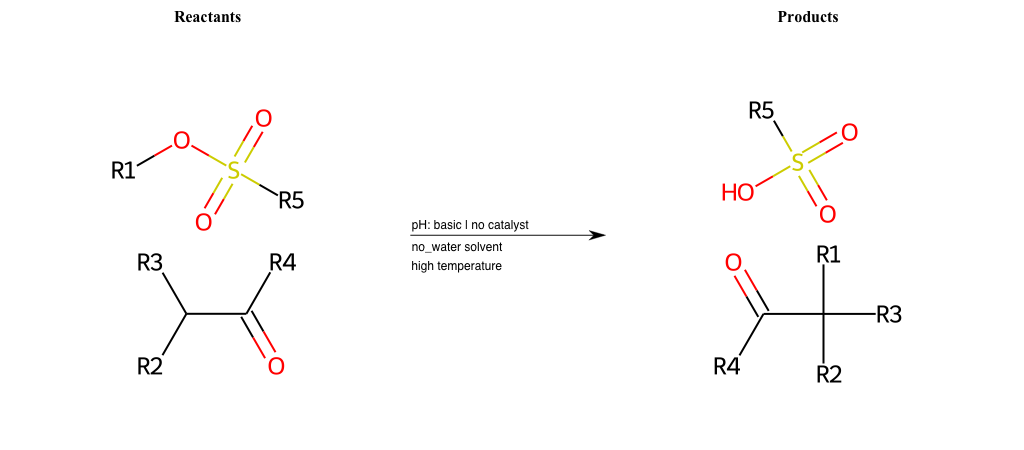 Reactants
Products
O
O
R1
S
R5
O
R3
R4
R2
O
pH: basic | no catalyst
no_water solvent
high temperature
R5
O
S
HO
O
R1
O
R3
R4
R2